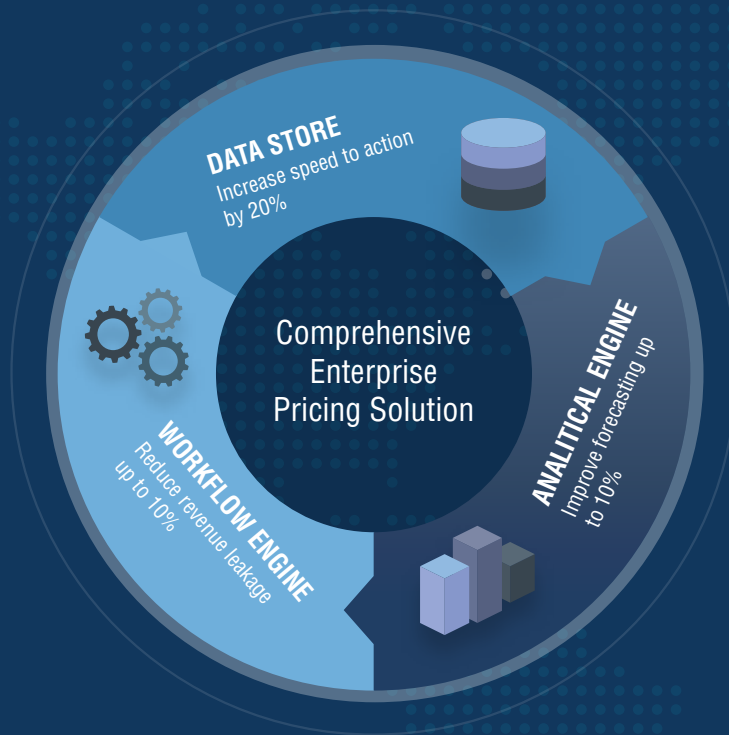 DATA STORE
Increase speed to action
by 20%
Comprehensive
Enterprise
Pricing Solution
ANALITICAL ENGINE
Improve forecasting up
to 10%
WORKFLOW ENGINE
Reduce revenue leakage
up to 10%